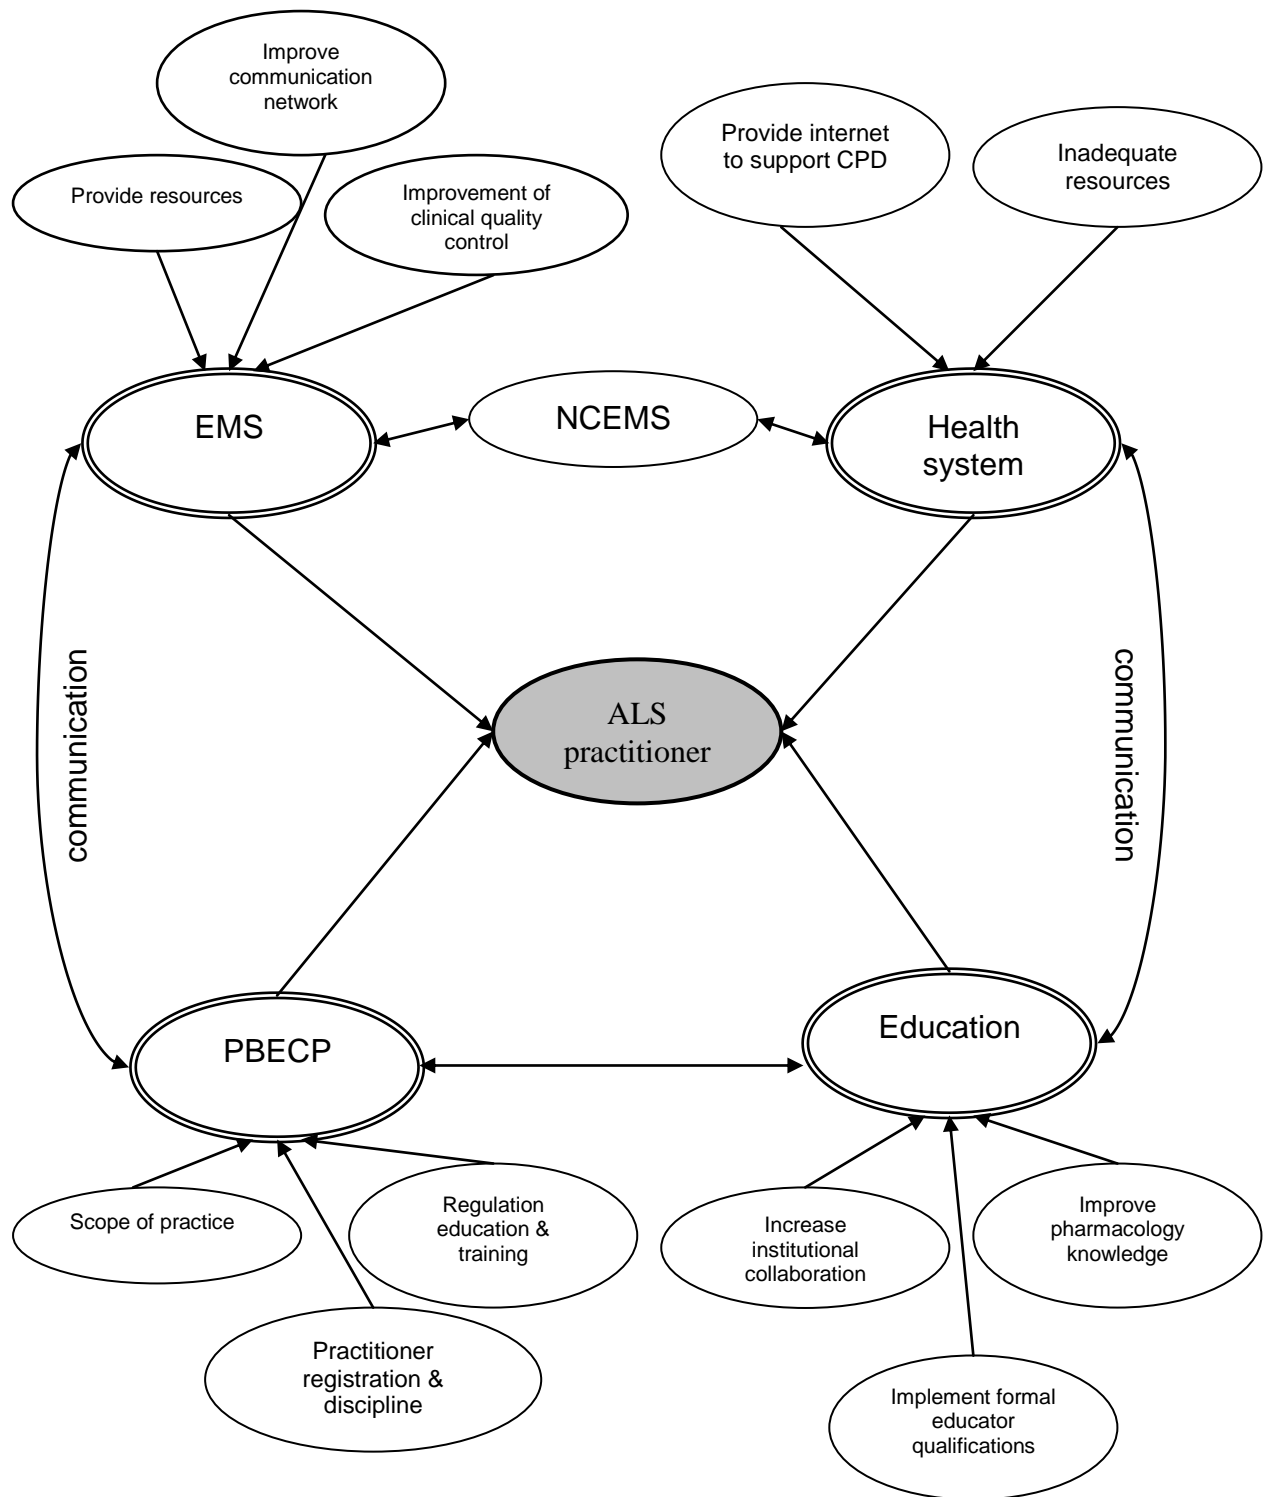 Improve
communication
network
Provide internet
to support CPD
Inadequate
resources
Provide resources
Improvement of
clinical quality
control
EMS
NCEMS
Health
system
communication
communication
ALS
practitioner
PBECP
Education
Scope of practice
Regulation
education &
training
Increase
institutional
collaboration
Improve
pharmacology
knowledge
Practitioner
registration &
discipline
Implement formal
educator
qualifications